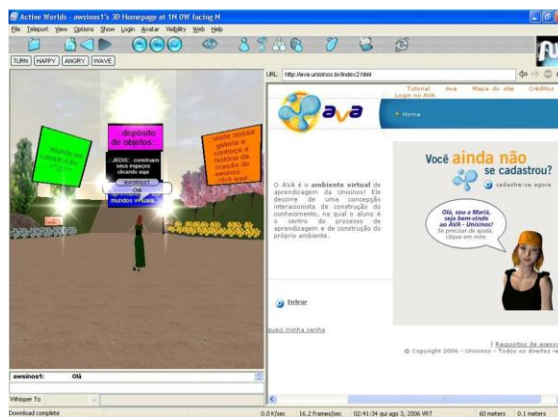 Active Worlds - awsinos1's 3D Homepage at 1N 0W facing N
File Teleport View Options Show Login Avatar Visibility Web Help
TURN HAPPY ANGRY WAVE
URL: http://ava.unisinos.br/index2.html
Tutorial Ava Mapa do site Créditos
Login no AVA
ava
Home
...mundo em construção
...depósito de objetos...
JEDIS: construam seus espaços clicando aqui
awsinos1
Olá
mundos virtuais
visite nossa galeria e conheça a história da criação do awsinos click aqui
Você ainda não
se cadastrou?
cadastre-se agora
O AVA é o ambiente virtual de
aprendizagem da Unisinos! Ele
decorre de uma concepção
interacionista de construção do
conhecimento, na qual o aluno é
o centro do processo de
aprendizagem e de construção do
próprio ambiente.
Olá, sou a Mariá,
seja bem-vindo
ao AVA - Unisinos!
Se precisar de ajuda,
clique em mim.
Entrar
queci minha senha
Requisitos de acesso
© Copyright 2006 - Unisinos - Todos os direitos re
awsinos1: Olá
Whisper To
Download complete
0.0 K/sec 16.2 frames/sec 02:41:34 qui ago 3, 2006 VRT 60 meters 0.1 meters